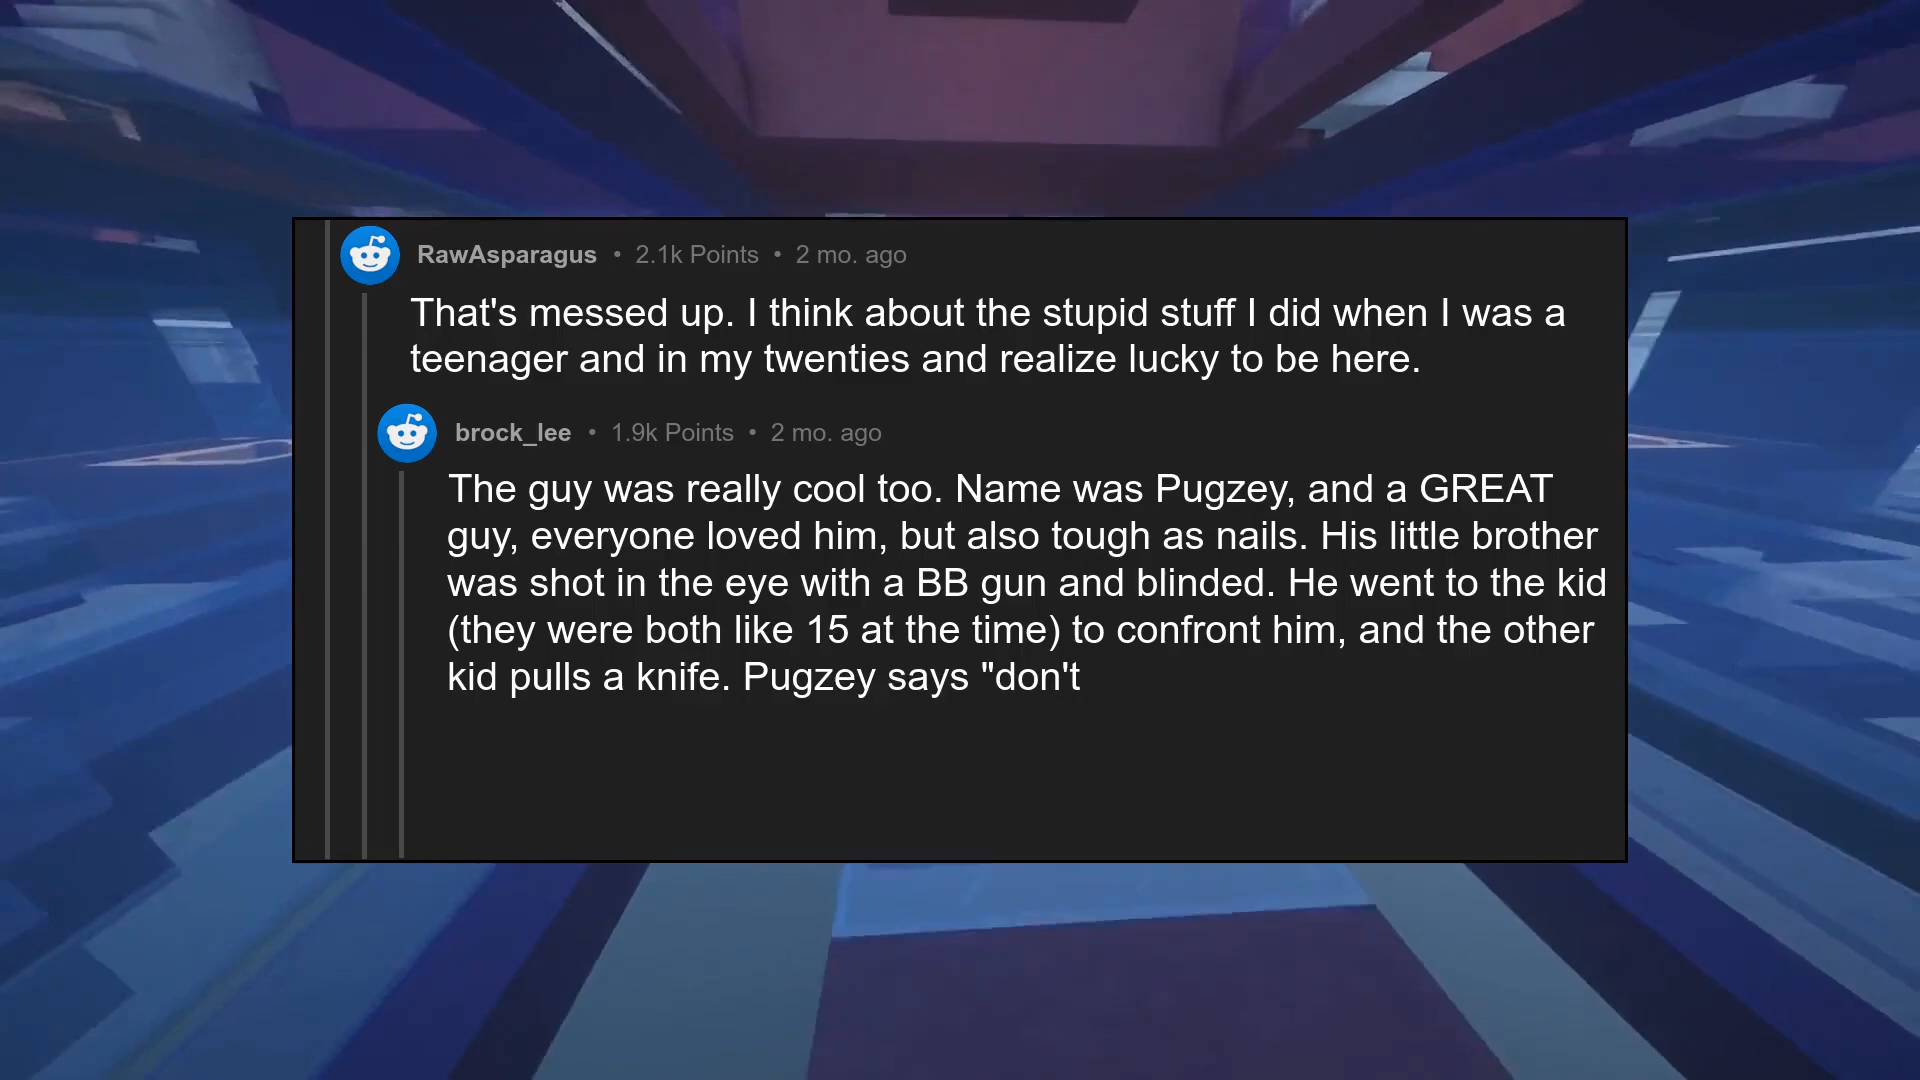 RawAsparagus • 2.1k Points • 2 mo. ago
That's messed up. I think about the stupid stuff I did when I was a
teenager and in my twenties and realize lucky to be here.
brock_lee • 1.9k Points • 2 mo. ago
The guy was really cool too. Name was Pugzey, and a GREAT
guy, everyone loved him, but also tough as nails. His little brother
was shot in the eye with a BB gun and blinded. He went to the kid
(they were both like 15 at the time) to confront him, and the other
kid pulls a knife. Pugzey says "don't